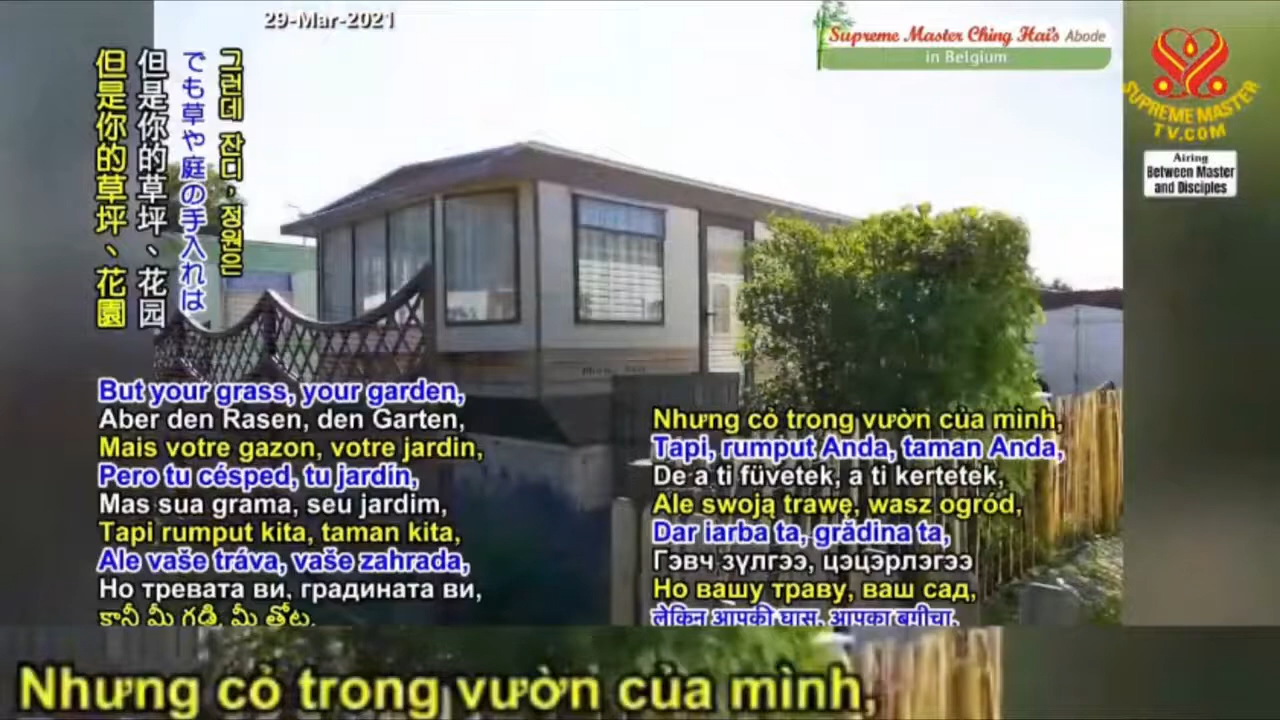 29-Mar-2021
Supreme Master Ching Hai's Abode
in Belgium
SUPREME MASTER
TV.COM
Airing
Between Master
and Disciples
그런데 잔디, 정원은
でも草や庭の手入れは
但是你的草坪、花园
但是你的草坪、花園
But your grass, your garden,
Aber den Rasen, den Garten,
Mais votre gazon, votre jardin,
Pero tu césped, tu jardín,
Mas sua grama, seu jardim,
Tapi rumput kita, taman kita,
Ale vaše tráva, vaše zahrada,
Но тревата ви, градината ви,
కానీ మీ గడ్డి, మీ తోట,
Nhưng cỏ trong vườn của mình,
Tapi, rumput Anda, taman Anda,
De a ti füvetek, a ti kertetek,
Ale swoją trawę, wasz ogród,
Dar iarba ta, grădina ta,
Гэвч зүлгээ, цэцэрлэгээ
Но вашу траву, ваш сад,
लेकिन आपकी घास, आपका बगीचा,
Nhưng cỏ trong vườn của mình,